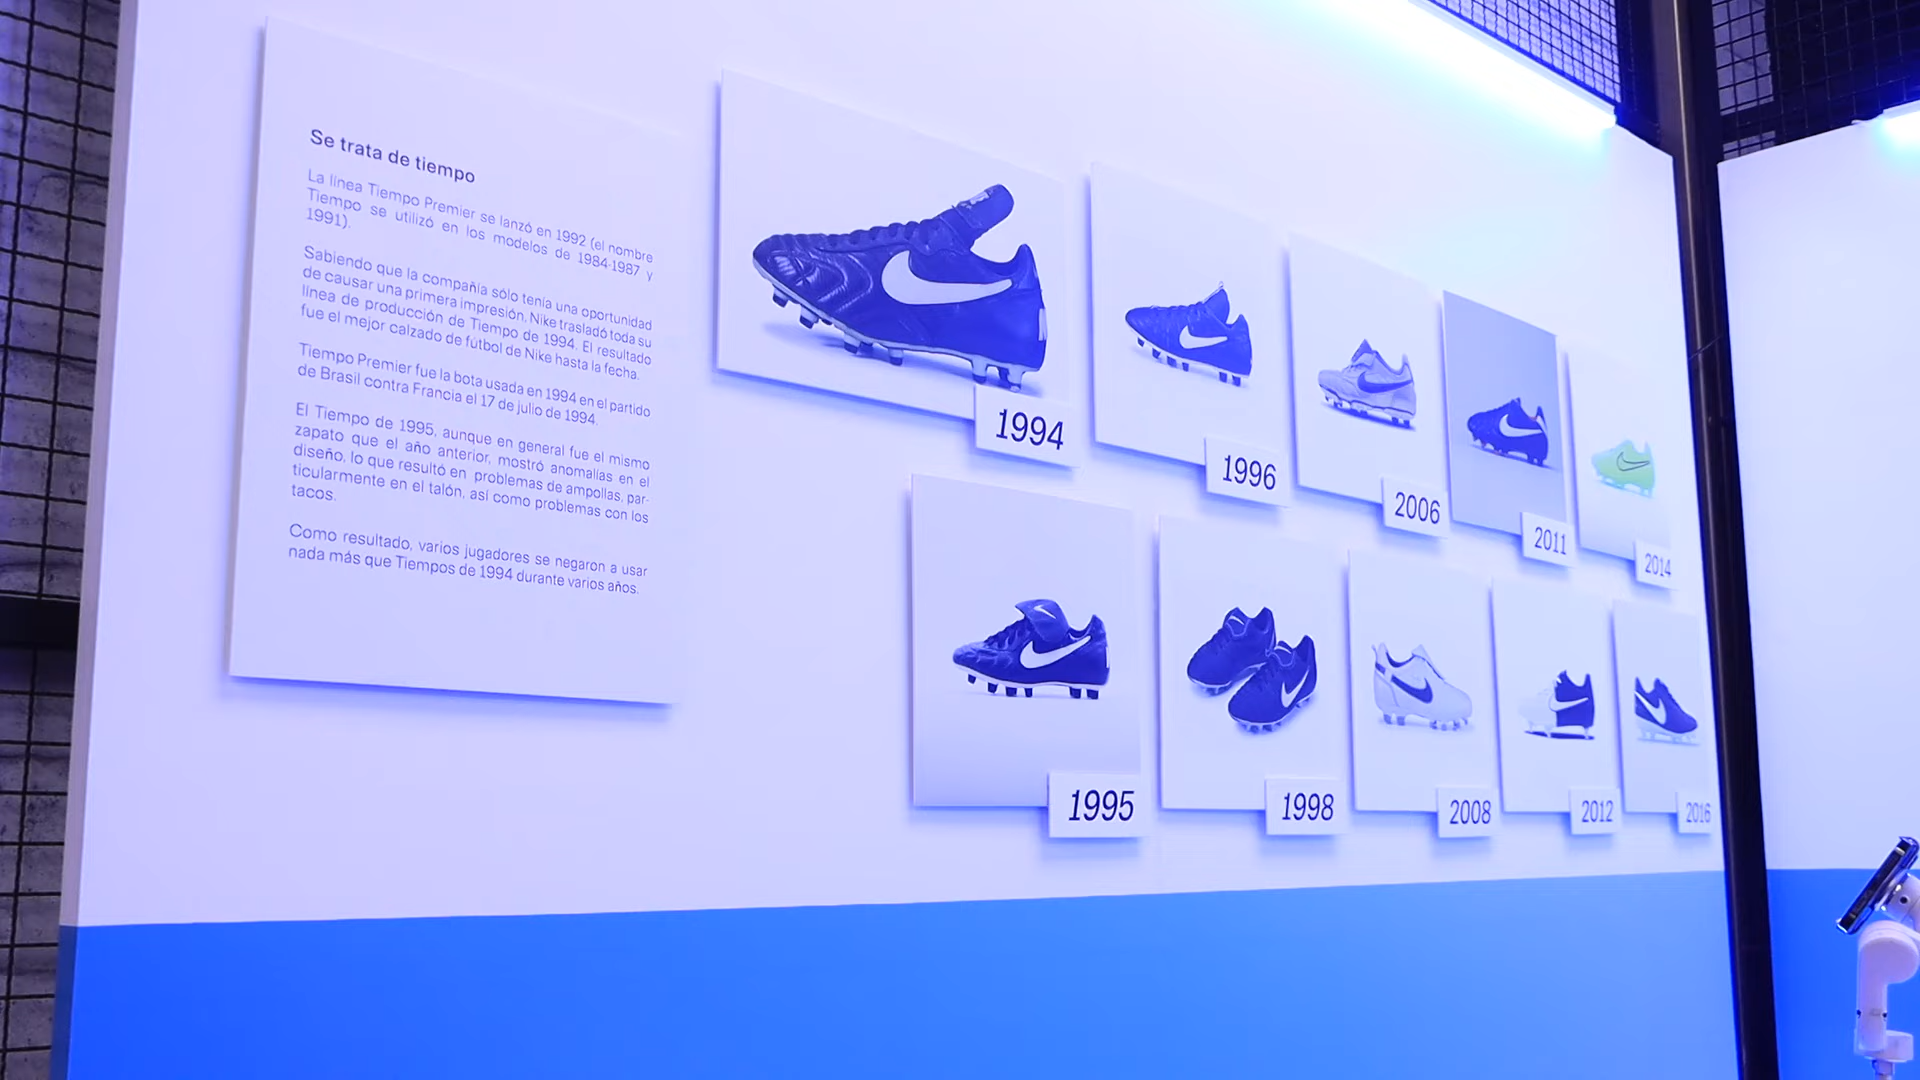 Se trata de tiempo
La línea Tiempo Premier se lanzó en 1992 (el nombre
Tiempo se utilizó en los modelos de 1984-1987 y
1991).
Sabiendo que la compañía sólo tenía una oportunidad
de causar una primera impresión, Nike trasladó toda su
línea de producción de Tiempo de 1994. El resultado
fue el mejor calzado de fútbol de Nike hasta la fecha.
Tiempo Premier fue la bota usada en 1994 en el partido
de Brasil contra Francia el 17 de julio de 1994.
El Tiempo de 1995, aunque en general fue el mismo
zapato que el año anterior, mostró anomalías en el
diseño, lo que resultó en problemas de ampollas, par-
ticularmente en el talón, así como problemas con los
tacos.
Como resultado, varios jugadores se negaron a usar
nada más que Tiempos de 1994 durante varios años.
1994
1996
2006
2011
2014
1995
1998
2008
2012
2016